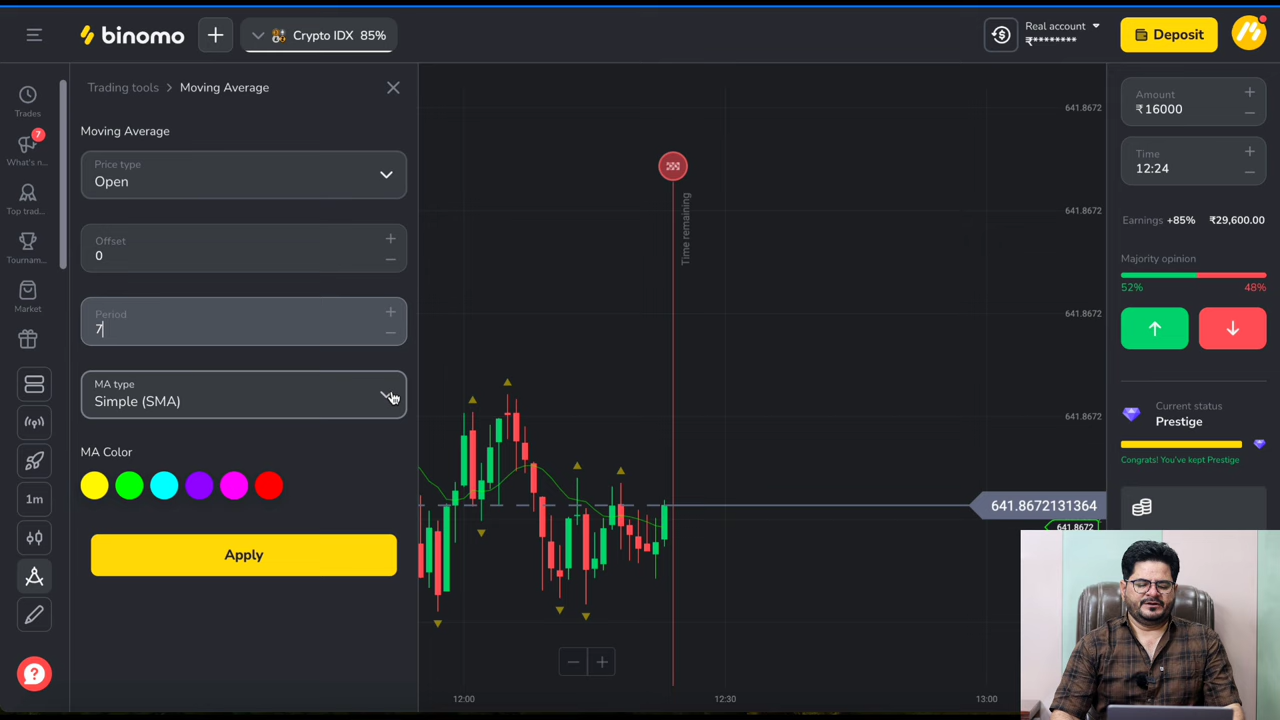 binomo
Crypto IDX 85%
Real account
₹********
Deposit
Trades
What's n...
7
Top trad...
Tournam...
Market
1m
Trading tools > Moving Average
Moving Average
Price type
Open
Offset
0
Period
7
MA type
Simple (SMA)
MA Color
Apply
Time remaining
641.8672
641.8672
641.8672
641.8672
641.8672131364
641.8672
12:00
12:30
13:00
Amount
₹16000
Time
12:24
Earnings +85% ₹29,600.00
Majority opinion
52% 48%
Current status
Prestige
Congrats! You've kept Prestige